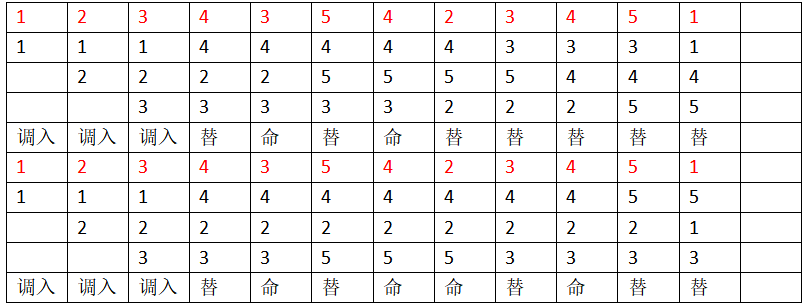 1 2 3 4 3 5 4 2 3 4 5 1
1 1 1 4 4 4 4 4 3 3 3 1
2 2 2 2 5 5 5 5 4 4 4
3 3 3 3 3 2 2 2 5 5
调入 调入 调入 替 命 替 命 替 替 替 替 替
1 2 3 4 3 5 4 2 3 4 5 1
1 1 1 4 4 4 4 4 4 4 5 5
2 2 2 2 2 2 2 2 2 2 1
3 3 3 5 5 5 3 3 3 3
调入 调入 调入 替 命 替 命 命 替 命 替 替